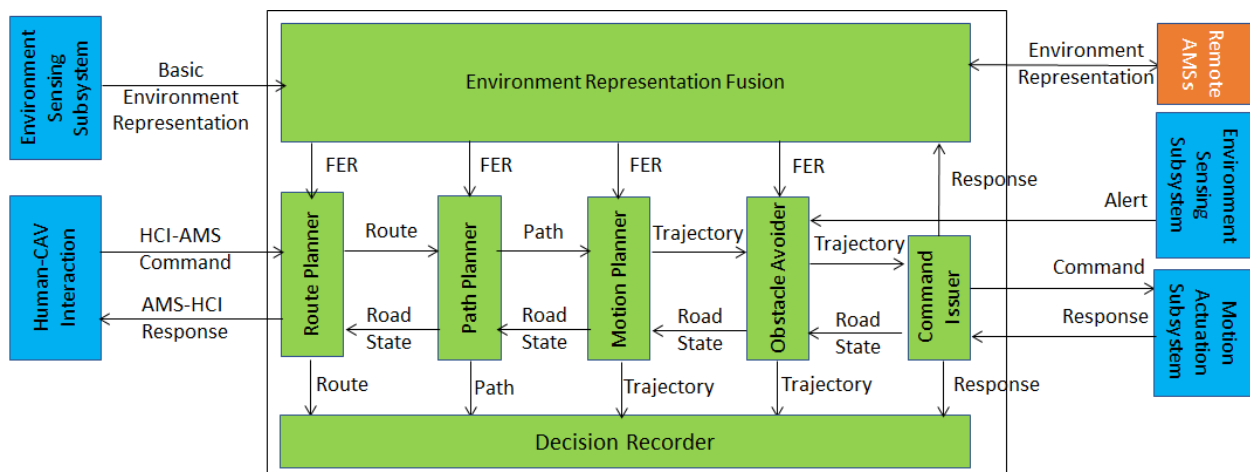 Environment
Sensing
Subsystem
Basic
Environment
Representation
Environment Representation Fusion
Environment
Representation
Remote
AMSs
FER
FER
FER
FER
Response
Environment
Sensing
Subsystem
Alert
Human-CAV
Interaction
HCI-AMS
Command
AMS-HCI
Response
Route Planner
Route
Road
State
Path Planner
Path
Road
State
Motion Planner
Trajectory
Road
State
Obstacle Avoider
Trajectory
Road
State
Command
Issuer
Command
Response
Motion
Actuation
Subsystem
Route
Path
Trajectory
Trajectory
Response
Decision Recorder